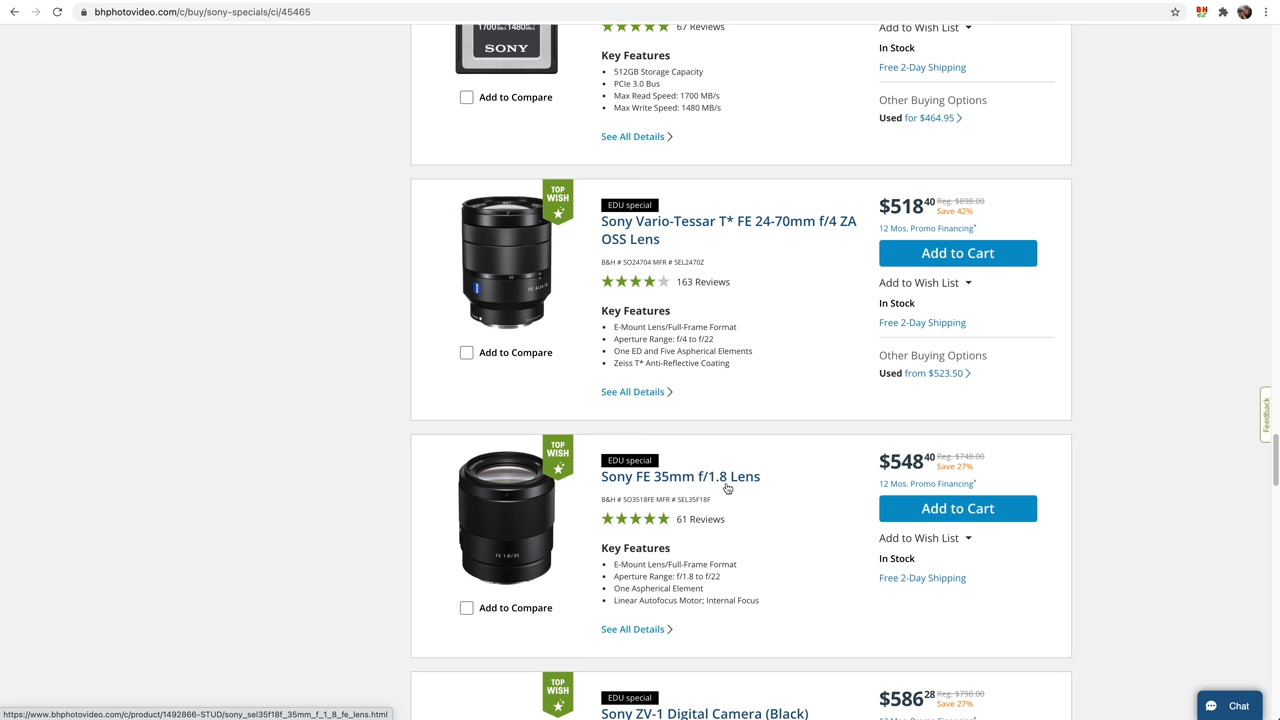 bhphotovideo.com/c/buy/sony-specials/ci/45465
67 Reviews
Add to Wish List
1700 MB/s 1480 MB/s
SONY
Key Features
In Stock
512GB Storage Capacity
Free 2-Day Shipping
PCIe 3.0 Bus
Add to Compare
Max Read Speed: 1700 MB/s
Other Buying Options
Max Write Speed: 1480 MB/s
Used for $464.95
See All Details
TOP
WISH
EDU special
$518 40 Reg. $898.00
Save 42%
Sony Vario-Tessar T* FE 24-70mm f/4 ZA
OSS Lens
12 Mos. Promo Financing*
Add to Cart
B&H # SO24704 MFR # SEL2470Z
163 Reviews
Add to Wish List
In Stock
Key Features
Free 2-Day Shipping
E-Mount Lens/Full-Frame Format
Aperture Range: f/4 to f/22
One ED and Five Aspherical Elements
Add to Compare
Other Buying Options
Zeiss T* Anti-Reflective Coating
Used from $523.50
See All Details
Feedback
TOP
WISH
EDU special
$548 40 Reg. $748.00
Save 27%
Sony FE 35mm f/1.8 Lens
12 Mos. Promo Financing*
B&H # SO3518FE MFR # SEL35F18F
Add to Cart
61 Reviews
Add to Wish List
Key Features
FE 1.8/35
In Stock
E-Mount Lens/Full-Frame Format
Aperture Range: f/1.8 to f/22
Free 2-Day Shipping
One Aspherical Element
Linear Autofocus Motor; Internal Focus
Add to Compare
See All Details
TOP
WISH
EDU special
$586 28 Reg. $798.00
Save 27%
Sony ZV-1 Digital Camera (Black)
Chat
https://www.bhphotovideo.com/c/product/1492866-STUD/sony_sel35f18f_35mm_f_1_8_fe_lens.html